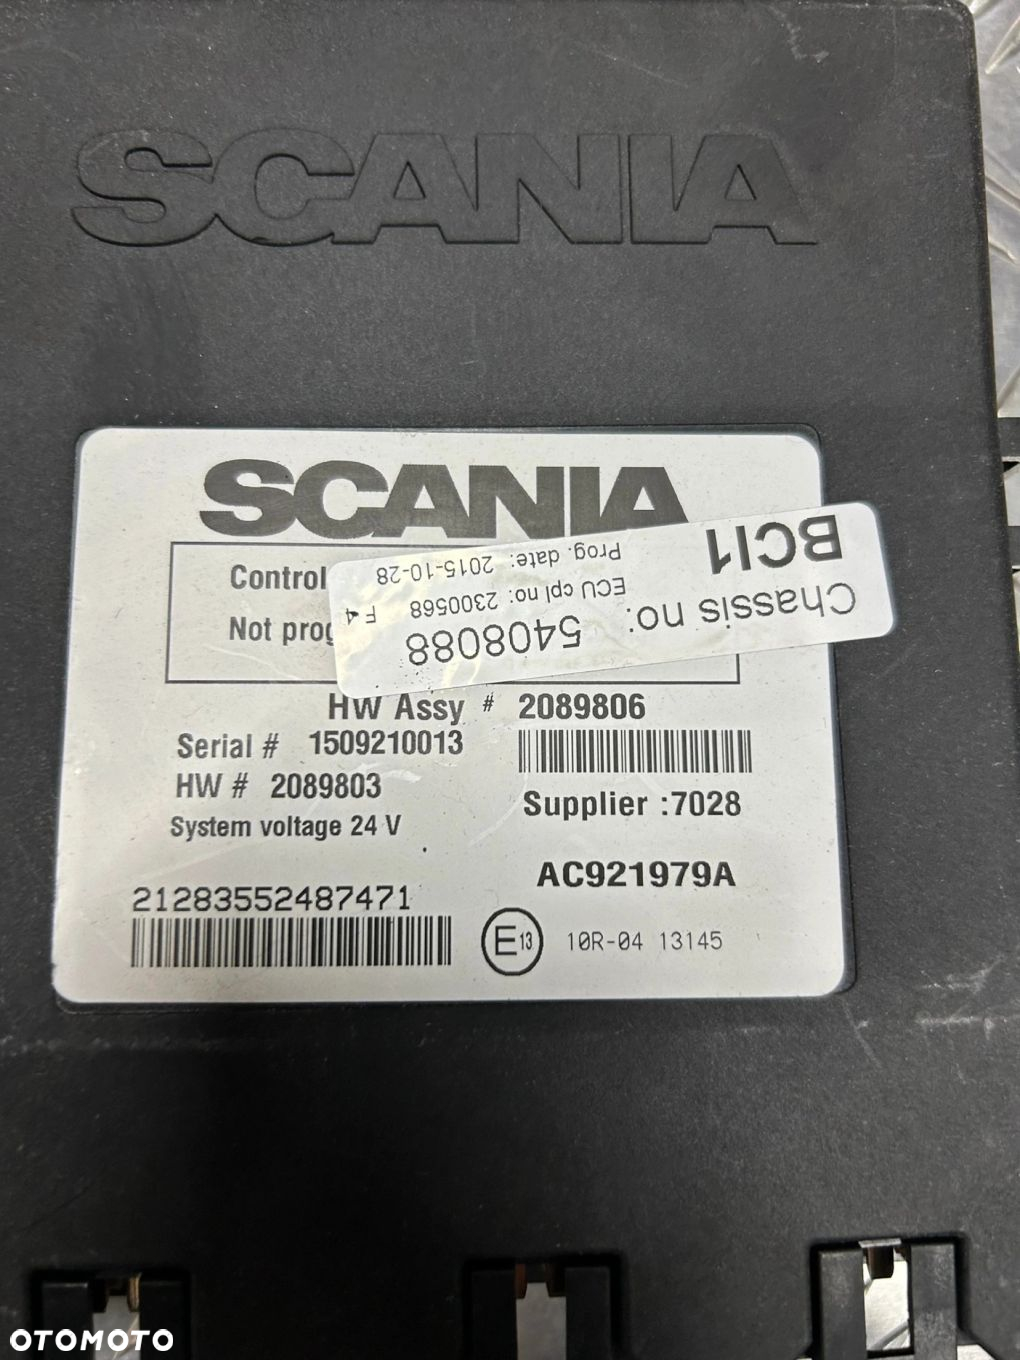 SCANIA
SCANIA
Control
Not prog
BCI1
Chassis no:
5408088
Prog. date: 2015-10-28
ECU cpl no: 2300568
F 4
HW Assy # 2089806
Serial # 1509210013
HW # 2089803
System voltage 24 V
Supplier :7028
AC921979A
21283552487471
E13 10R-04 13145
OTOMOTO